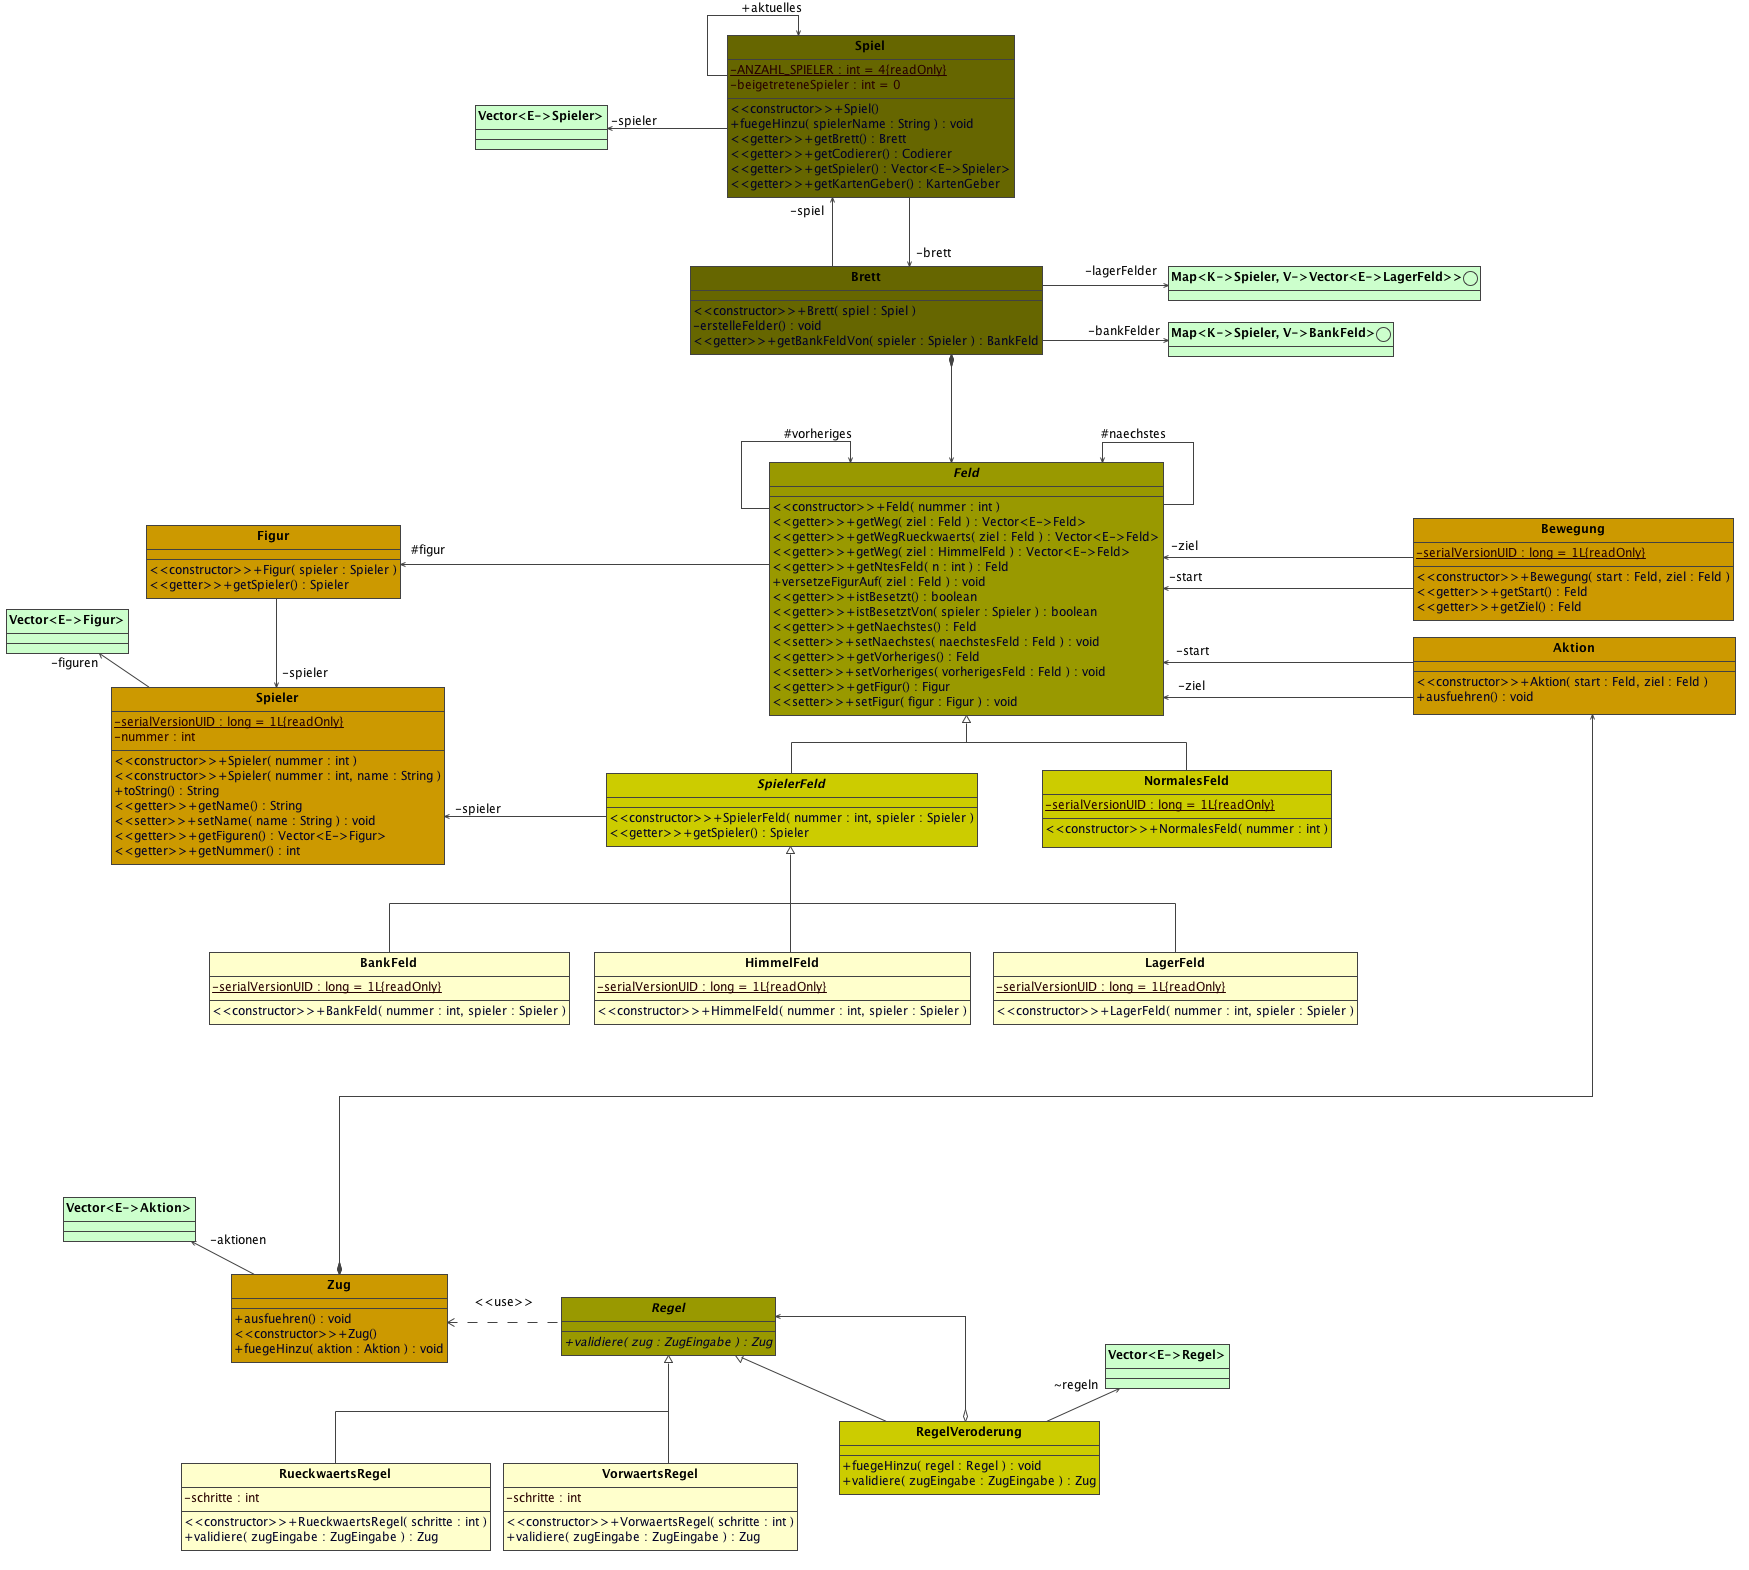 +aktuelles
Spiel
-ANZAHL_SPIELER : int = 4{readOnly}
-beigetreteneSpieler : int = 0
<<constructor>>+Spiel()
+fuegeHinzu( spielerName : String ) : void
<<getter>>+getBrett() : Brett
<<getter>>+getCodierer() : Codierer
<<getter>>+getSpieler() : Vector<E->Spieler>
<<getter>>+getKartenGeber() : KartenGeber
Vector<E->Spieler>
-spieler
-spiel
-brett
Brett
<<constructor>>+Brett( spiel : Spiel )
-erstelleFelder() : void
<<getter>>+getBankFeldVon( spieler : Spieler ) : BankFeld
-lagerFelder
Map<K->Spieler, V->Vector<E->LagerFeld>>
-bankFelder
Map<K->Spieler, V->BankFeld>
#vorheriges
#naechstes
Feld
<<constructor>>+Feld( nummer : int )
<<getter>>+getWeg( ziel : Feld ) : Vector<E->Feld>
<<getter>>+getWegRueckwaerts( ziel : Feld ) : Vector<E->Feld>
<<getter>>+getWeg( ziel : HimmelFeld ) : Vector<E->Feld>
<<getter>>+getNtesFeld( n : int ) : Feld
+versetzeFigurAuf( ziel : Feld ) : void
<<getter>>+istBesetzt() : boolean
<<getter>>+istBesetztVon( spieler : Spieler ) : boolean
<<getter>>+getNaechstes() : Feld
<<setter>>+setNaechstes( naechstesFeld : Feld ) : void
<<getter>>+getVorheriges() : Feld
<<setter>>+setVorheriges( vorherigesFeld : Feld ) : void
<<getter>>+getFigur() : Figur
<<setter>>+setFigur( figur : Figur ) : void
Figur
<<constructor>>+Figur( spieler : Spieler )
<<getter>>+getSpieler() : Spieler
#figur
-ziel
-start
Bewegung
-serialVersionUID : long = 1L{readOnly}
<<constructor>>+Bewegung( start : Feld, ziel : Feld )
<<getter>>+getStart() : Feld
<<getter>>+getZiel() : Feld
-start
-ziel
Aktion
<<constructor>>+Aktion( start : Feld, ziel : Feld )
+ausfuehren() : void
Vector<E->Figur>
-figuren
-spieler
Spieler
-serialVersionUID : long = 1L{readOnly}
-nummer : int
<<constructor>>+Spieler( nummer : int )
<<constructor>>+Spieler( nummer : int, name : String )
+toString() : String
<<getter>>+getName() : String
<<setter>>+setName( name : String ) : void
<<getter>>+getFiguren() : Vector<E->Figur>
<<getter>>+getNummer() : int
-spieler
SpielerFeld
<<constructor>>+SpielerFeld( nummer : int, spieler : Spieler )
<<getter>>+getSpieler() : Spieler
NormalesFeld
-serialVersionUID : long = 1L{readOnly}
<<constructor>>+NormalesFeld( nummer : int )
BankFeld
-serialVersionUID : long = 1L{readOnly}
<<constructor>>+BankFeld( nummer : int, spieler : Spieler )
HimmelFeld
-serialVersionUID : long = 1L{readOnly}
<<constructor>>+HimmelFeld( nummer : int, spieler : Spieler )
LagerFeld
-serialVersionUID : long = 1L{readOnly}
<<constructor>>+LagerFeld( nummer : int, spieler : Spieler )
Vector<E->Aktion>
-aktionen
Zug
+ausfuehren() : void
<<constructor>>+Zug()
+fuegeHinzu( aktion : Aktion ) : void
<<use>>
Regel
+validiere( zug : ZugEingabe ) : Zug
Vector<E->Regel>
~regeln
RegelVeroderung
+fuegeHinzu( regel : Regel ) : void
+validiere( zugEingabe : ZugEingabe ) : Zug
RueckwaertsRegel
-schritte : int
<<constructor>>+RueckwaertsRegel( schritte : int )
+validiere( zugEingabe : ZugEingabe ) : Zug
VorwaertsRegel
-schritte : int
<<constructor>>+VorwaertsRegel( schritte : int )
+validiere( zugEingabe : ZugEingabe ) : Zug